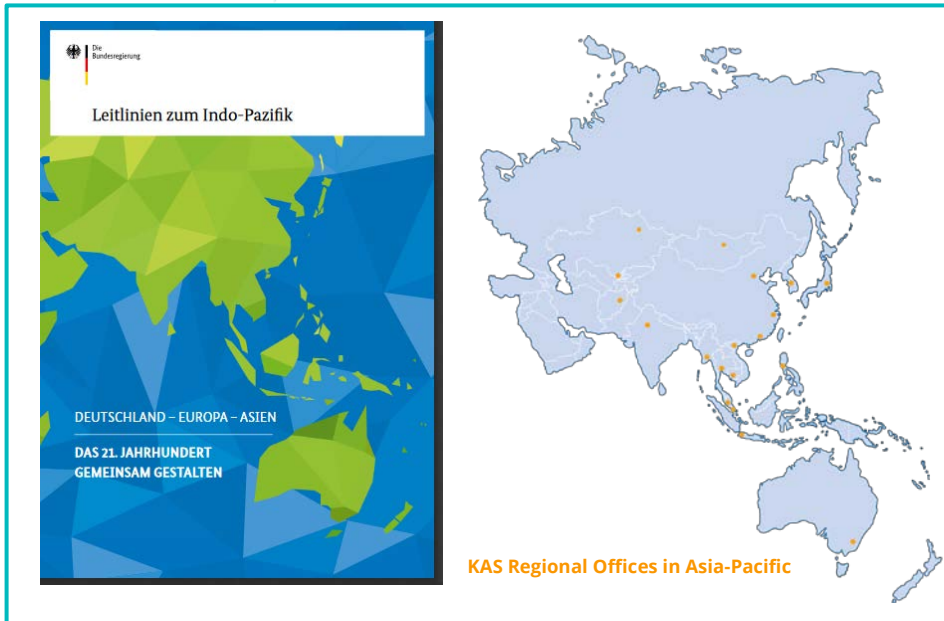 Die
Bundesregierung
Leitlinien zum Indo-Pazifik
DEUTSCHLAND – EUROPA – ASIEN
DAS 21. JAHRHUNDERT
GEMEINSAM GESTALTEN
KAS Regional Offices in Asia-Pacific